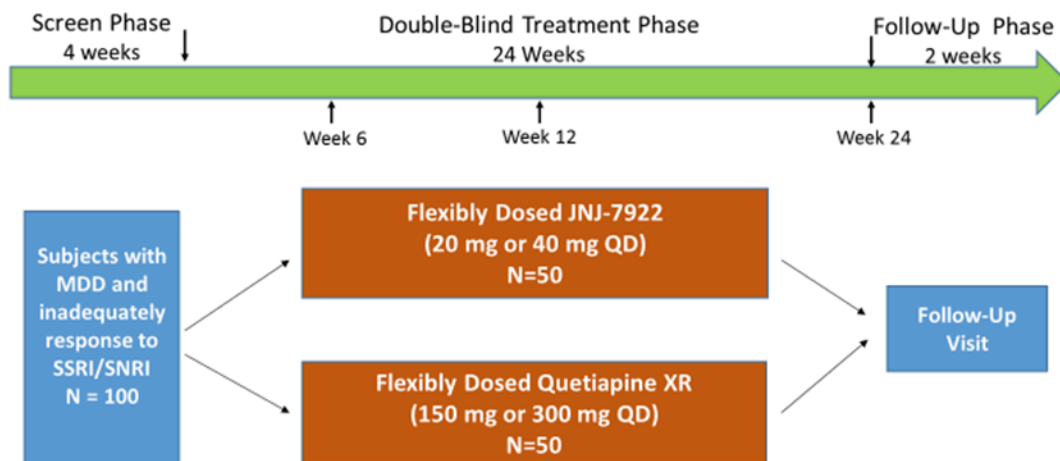 Screen Phase
4 weeks
Double-Blind Treatment Phase
24 Weeks
Follow-Up Phase
2 weeks
Week 6
Week 12
Week 24
Subjects with
MDD and
inadequately
response to
SSRI/SNRI
N = 100
Flexibly Dosed JNJ-7922
(20 mg or 40 mg QD)
N=50
Flexibly Dosed Quetiapine XR
(150 mg or 300 mg QD)
N=50
Follow-Up
Visit